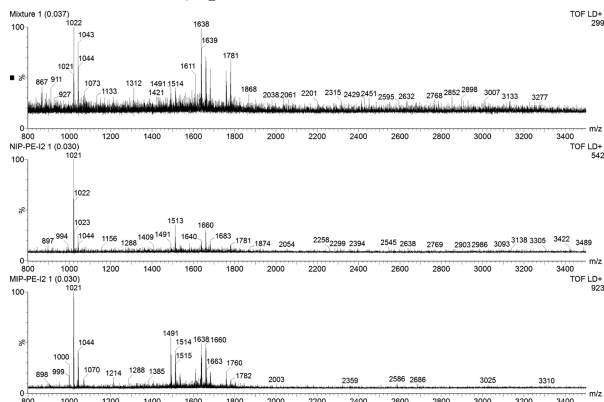 Mixture 1 (0.037) TOF LD+
299
100 1022 1638
1043 1639
1781
1044
1021 1611
% 867 911 1073 1312 1491 1514
927 1133 1421 1868 2038 2061 2201 2315 2429 2451 2595 2632 2768 2852 2898 3007 3133 3277
0
800 1000 1200 1400 1600 1800 2000 2200 2400 2600 2800 3000 3200 3400 m/z
NIP-PE-I2 1 (0.030) TOF LD+
542
100 1021
1022
%
1023 1513 1660
897 994 1044 1156 1288 1409 1491 1640 1683 1781 1874 2054 2258 2299 2394 2545 2638 2769 2903 2986 3093 3138 3305 3422 3489
0
800 1000 1200 1400 1600 1800 2000 2200 2400 2600 2800 3000 3200 3400 m/z
MIP-PE-I2 1 (0.030) TOF LD+
923
100 1021
1491 1638 1660
1044 1514
% 1000 1515 1663 1760
898 999 1070 1214 1288 1385 1782 2003 2359 2586 2686 3025 3310
0
800 1000 1200 1400 1600 1800 2000 2200 2400 2600 2800 3000 3200 3400 m/z